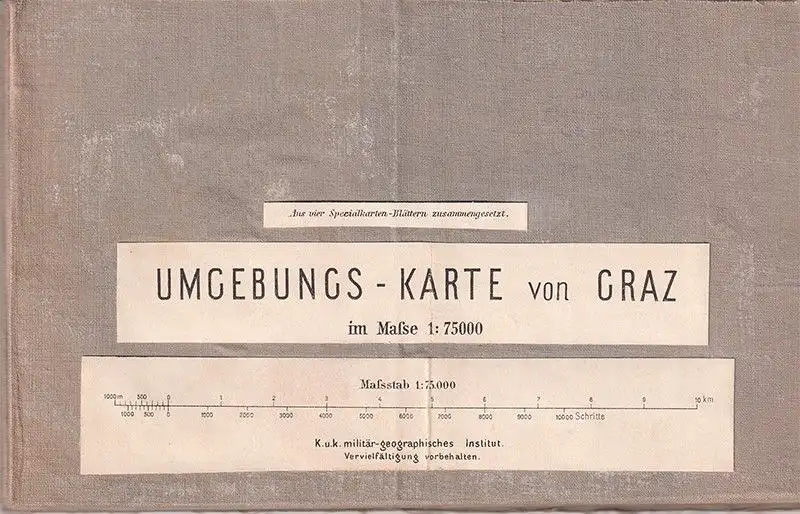 Aus vier Specialkarten-Blättern zusammengesetzt.
UMGEBUNGS - KARTE von GRAZ
im Maſse 1:75000
Maſsstab 1:75.000
1000m 500 0 1 2 3 4 5 6 7 8 9 10 km
1000 500 0 1000 2000 3000 4000 5000 6000 7000 8000 9000 10000 Schritte
K.u.k. militär-geographisches Institut.
Vervielfältigung vorbehalten.